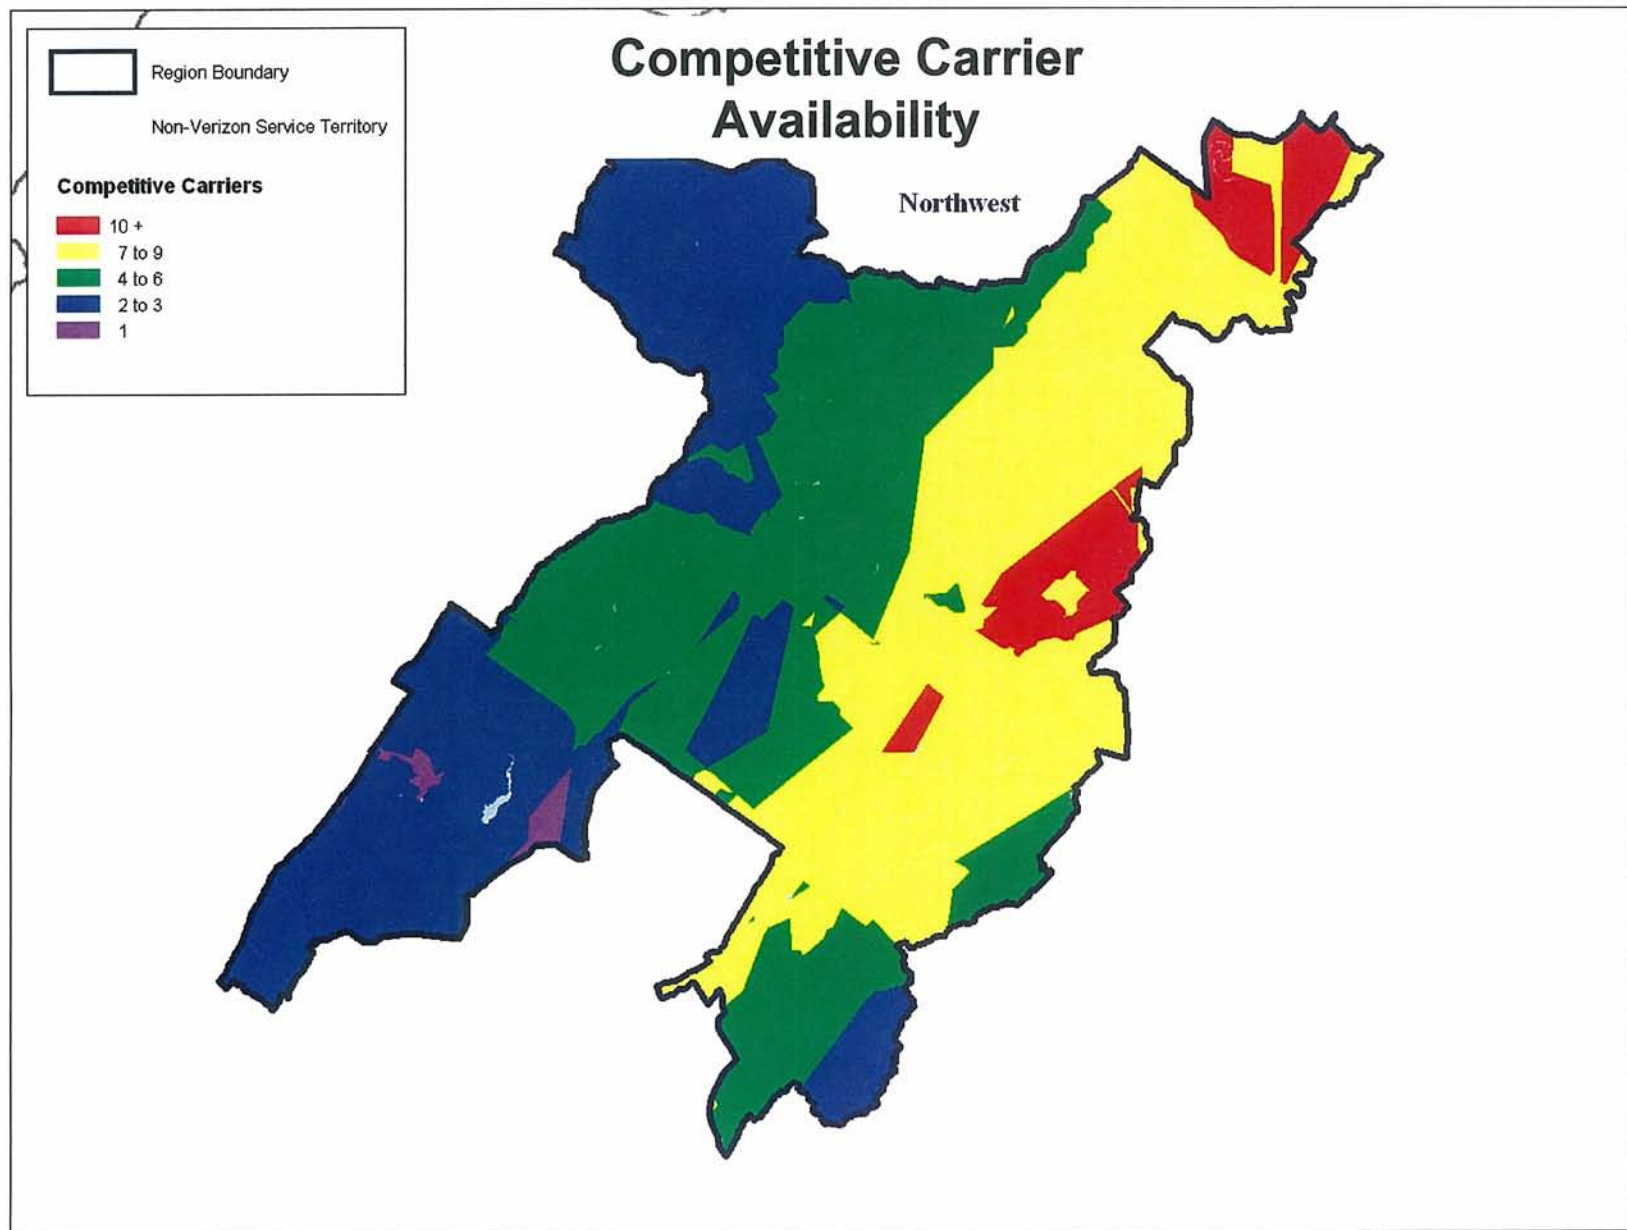 Competitive Carrier
Availability
Northwest
Region Boundary
Non-Verizon Service Territory
Competitive Carriers
10 +
7 to 9
4 to 6
2 to 3
1